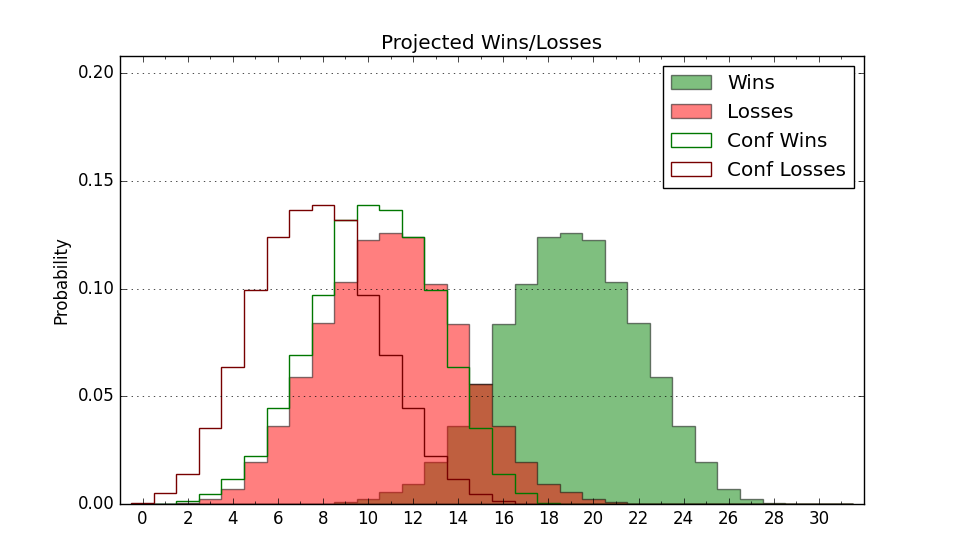 Projected Wins/Losses
0.20
0.15
0.10
0.05
0.00
Probability
Wins
Losses
Conf Wins
Conf Losses
0 2 4 6 8 10 12 14 16 18 20 22 24 26 28 30